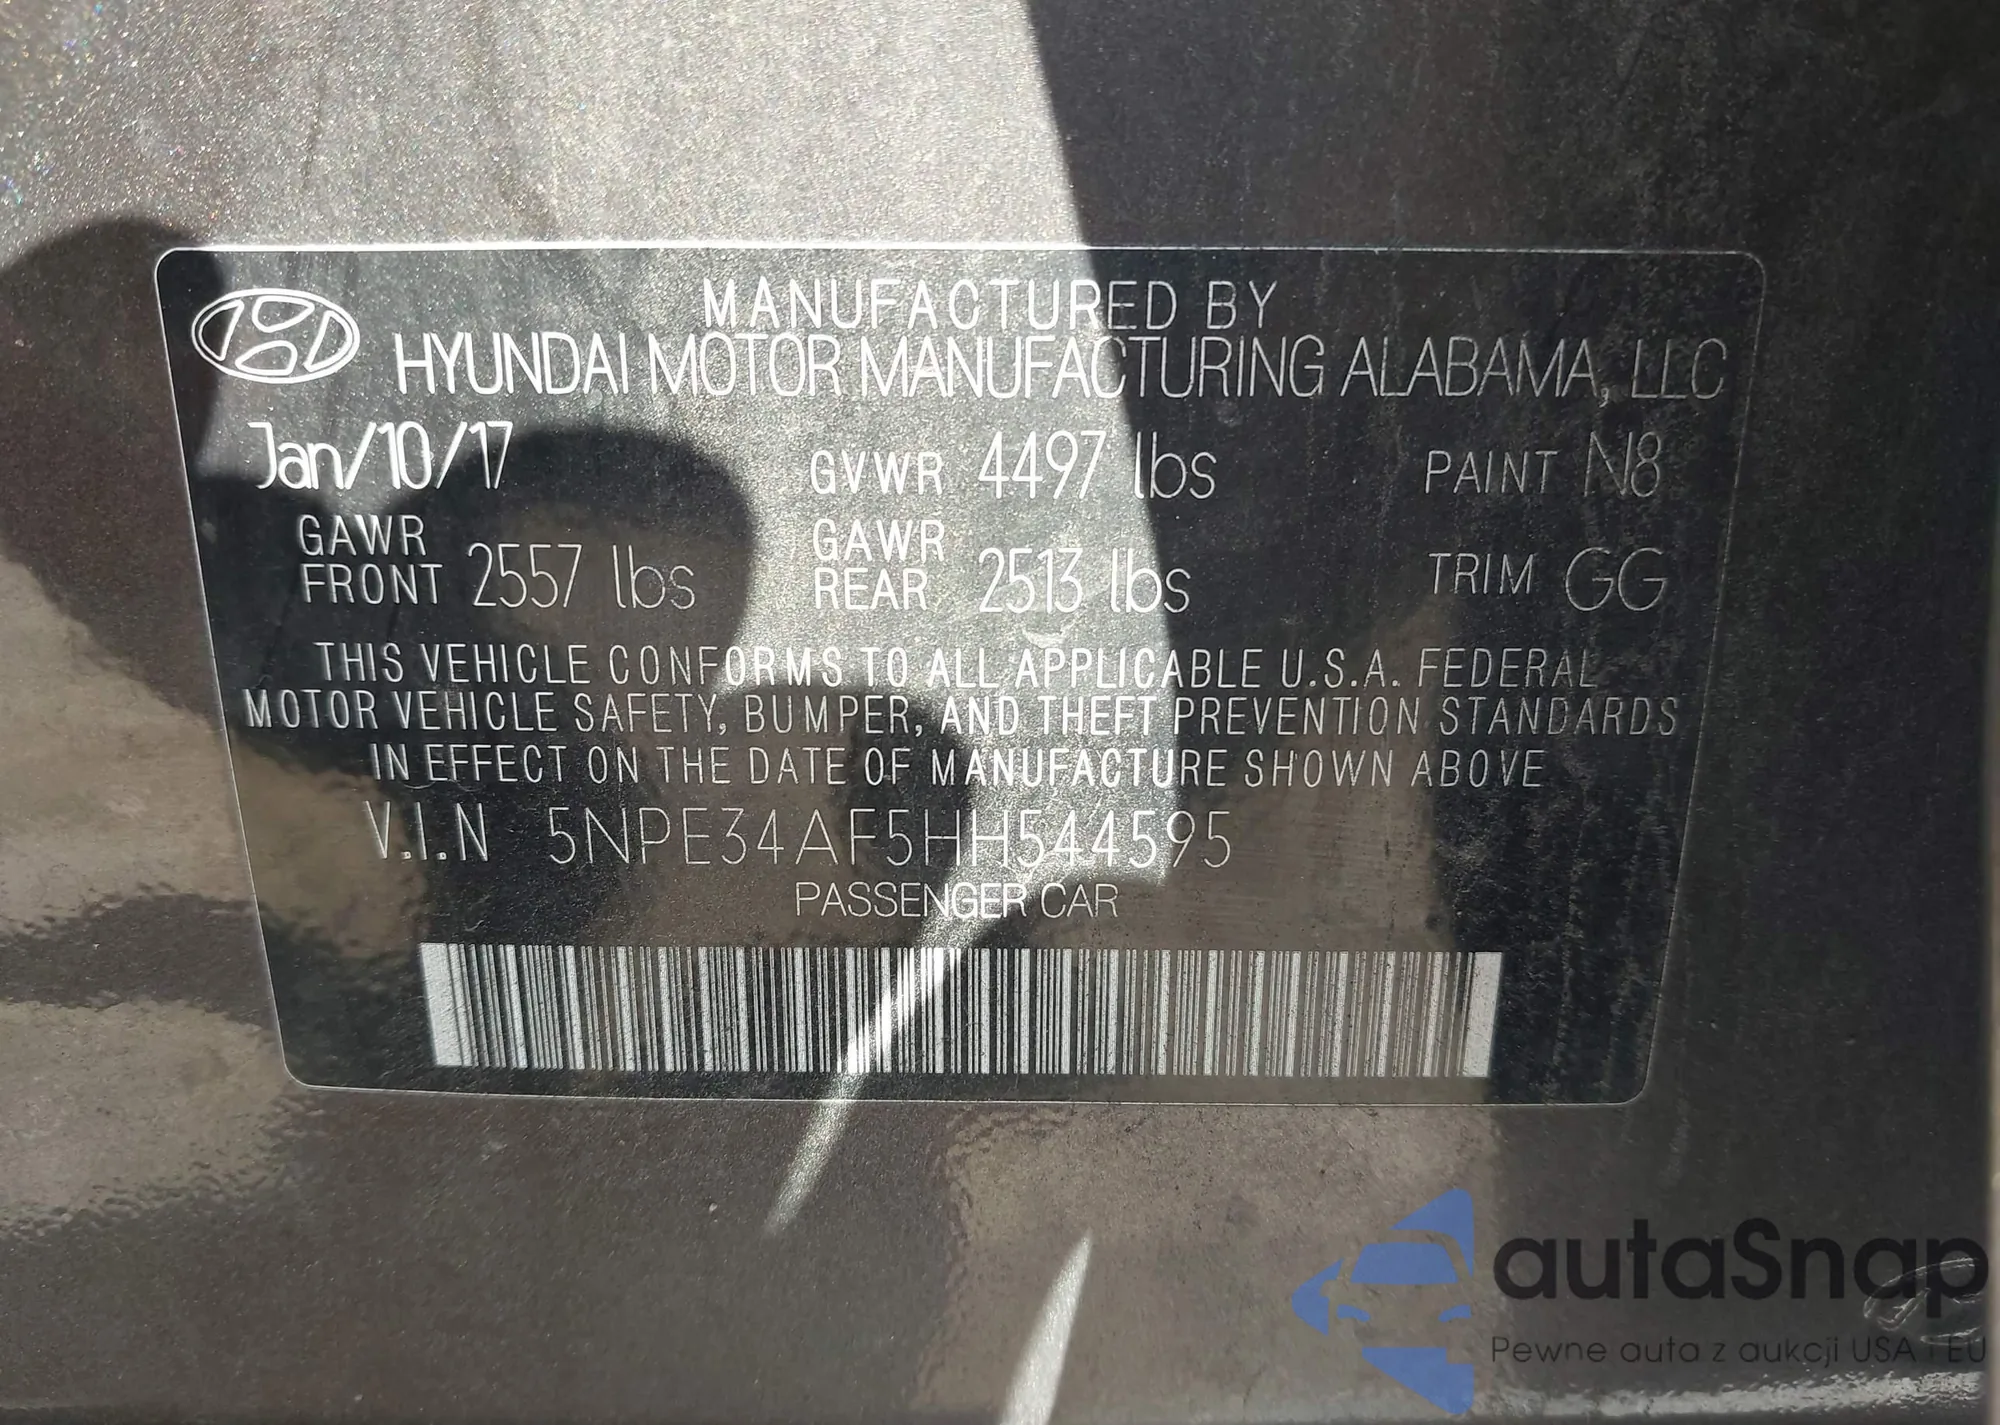 MANUFACTURED BY
HYUNDAI MOTOR MANUFACTURING ALABAMA, LLC
Jan/10/17 GVWR 4497 lbs PAINT N8
GAWR FRONT 2557 lbs GAWR REAR 2513 lbs TRIM GG
THIS VEHICLE CONFORMS TO ALL APPLICABLE U.S.A. FEDERAL
MOTOR VEHICLE SAFETY, BUMPER, AND THEFT PREVENTION STANDARDS
IN EFFECT ON THE DATE OF MANUFACTURE SHOWN ABOVE
V.I.N 5NPE34AF5HH544595
PASSENGER CAR
autaSnap
Pewne auta z aukcji USA i EU